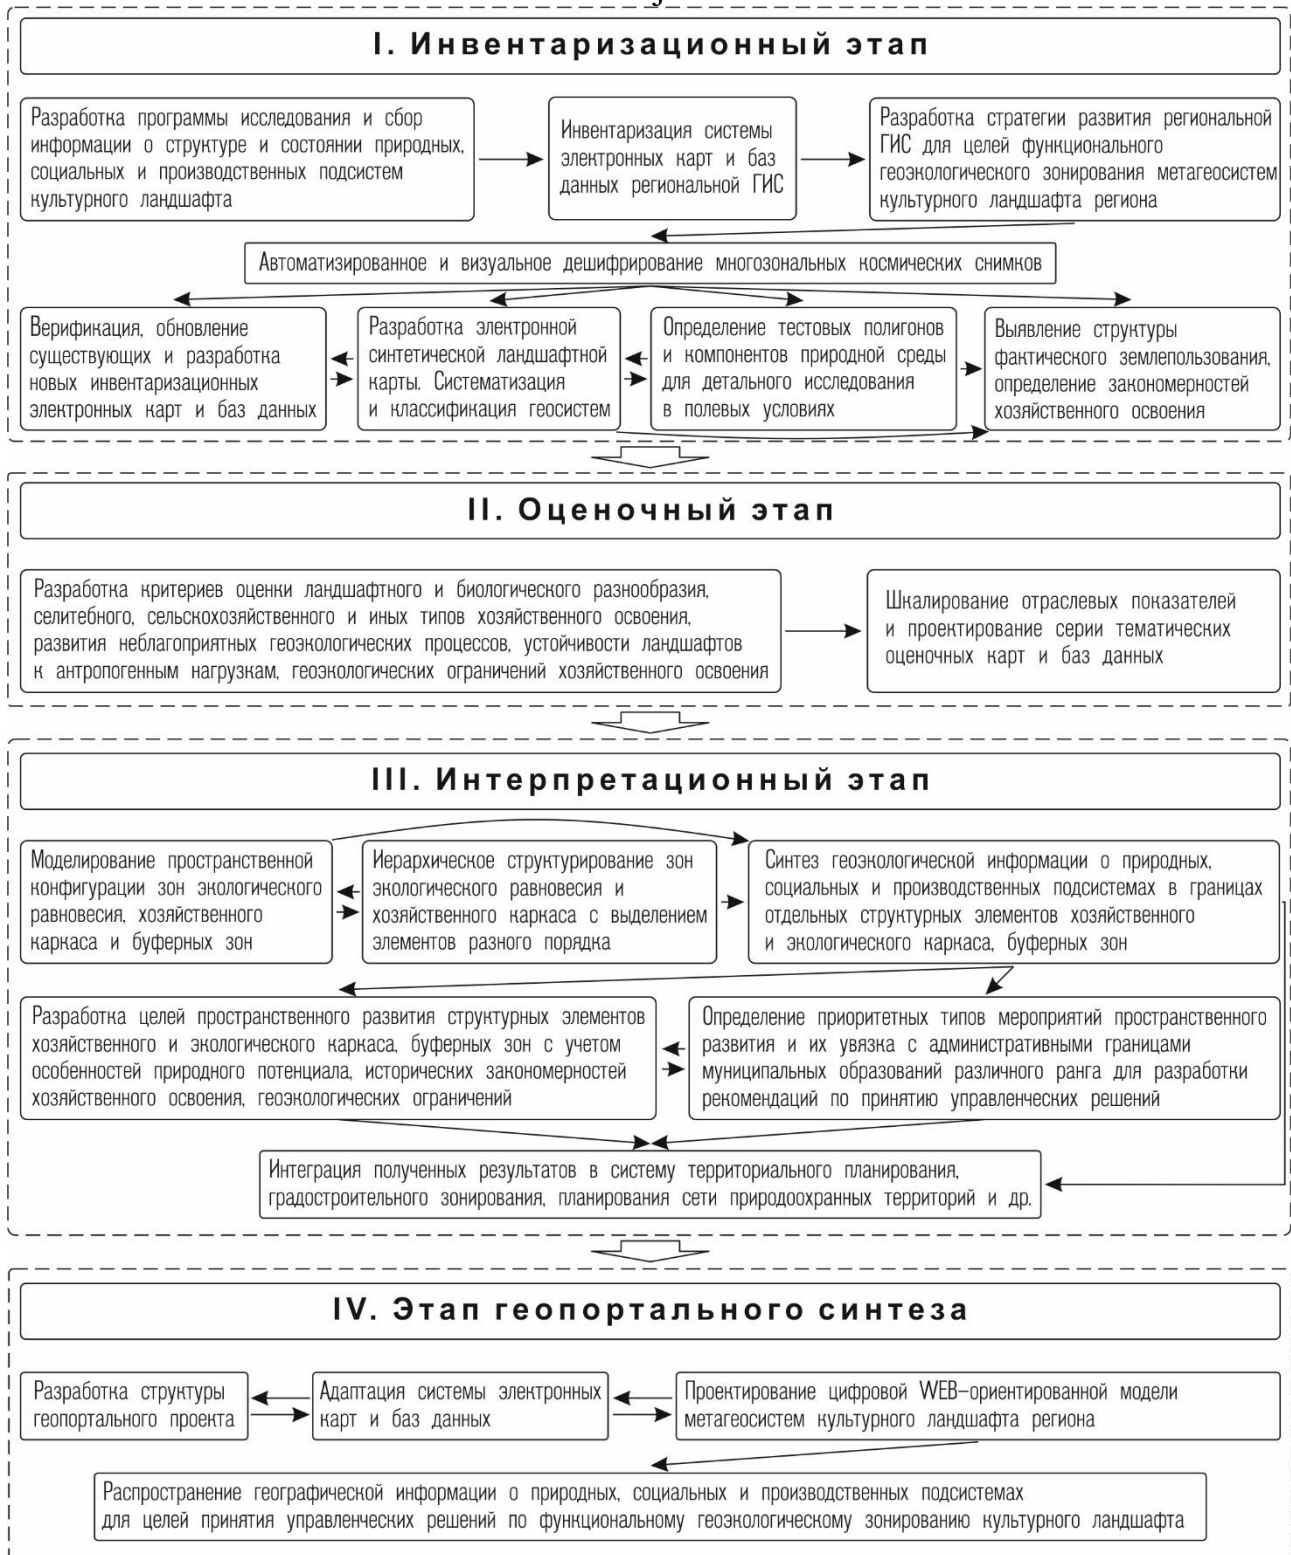 I. Инвентаризационный этап
Разработка программы исследования и сбор
информации о структуре и состоянии природных,
социальных и производственных подсистем
культурного ландшафта
Инвентаризация системы
электронных карт и баз
данных региональной ГИС
Разработка стратегии развития региональной
ГИС для целей функционального
геоэкологического зонирования метагеосистем
культурного ландшафта региона
Автоматизированное и визуальное дешифрирование многозональных космических снимков
Верификация, обновление
существующих и разработка
новых инвентаризационных
электронных карт и баз данных
Разработка электронной
синтетической ландшафтной
карты. Систематизация
и классификация геосистем
Определение тестовых полигонов
и компонентов природной среды
для детального исследования
в полевых условиях
Выявление структуры
фактического землепользования,
определение закономерностей
хозяйственного освоения
II. Оценочный этап
Разработка критериев оценки ландшафтного и биологического разнообразия,
селитебного, сельскохозяйственного и иных типов хозяйственного освоения,
развития неблагоприятных геоэкологических процессов, устойчивости ландшафтов
к антропогенным нагрузкам, геоэкологических ограничений хозяйственного освоения
Шкалирование отраслевых показателей
и проектирование серии тематических
оценочных карт и баз данных
III. Интерпретационный этап
Моделирование пространственной
конфигурации зон экологического
равновесия, хозяйственного
каркаса и буферных зон
Иерархическое структурирование зон
экологического равновесия и
хозяйственного каркаса с выделением
элементов разного порядка
Синтез геоэкологической информации о природных,
социальных и производственных подсистемах в границах
отдельных структурных элементов хозяйственного
и экологического каркаса, буферных зон
Разработка целей пространственного развития структурных элементов
хозяйственного и экологического каркаса, буферных зон с учетом
особенностей природного потенциала, исторических закономерностей
хозяйственного освоения, геоэкологических ограничений
Определение приоритетных типов мероприятий пространственного
развития и их увязка с административными границами
муниципальных образований различного ранга для разработки
рекомендаций по принятию управленческих решений
Интеграция полученных результатов в систему территориального планирования,
градостроительного зонирования, планирования сети природоохранных территорий и др.
IV. Этап геопортального синтеза
Разработка структуры
геопортального проекта
Адаптация системы электронных
карт и баз данных
Проектирование цифровой WEB-ориентированной модели
метагеосистем культурного ландшафта региона
Распространение географической информации о природных, социальных и производственных подсистемах
для целей принятия управленческих решений по функциональному геоэкологическому зонированию культурного ландшафта